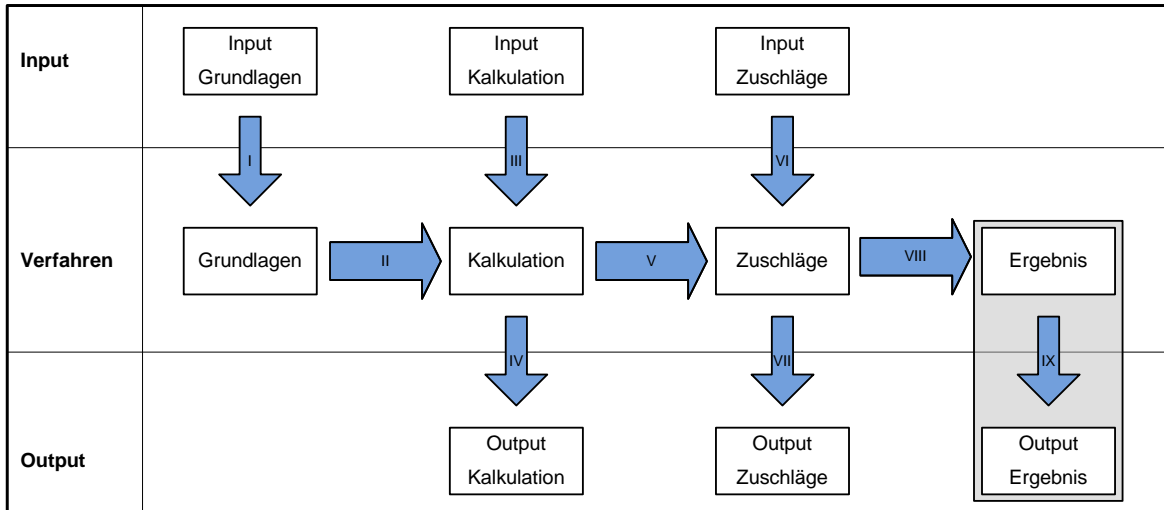 Input
Input
Grundlagen
Input
Kalkulation
Input
Zuschläge
I
III
VI
Verfahren
Grundlagen
II
Kalkulation
V
Zuschläge
VIII
Ergebnis
IV
VII
IX
Output
Output
Kalkulation
Output
Zuschläge
Output
Ergebnis